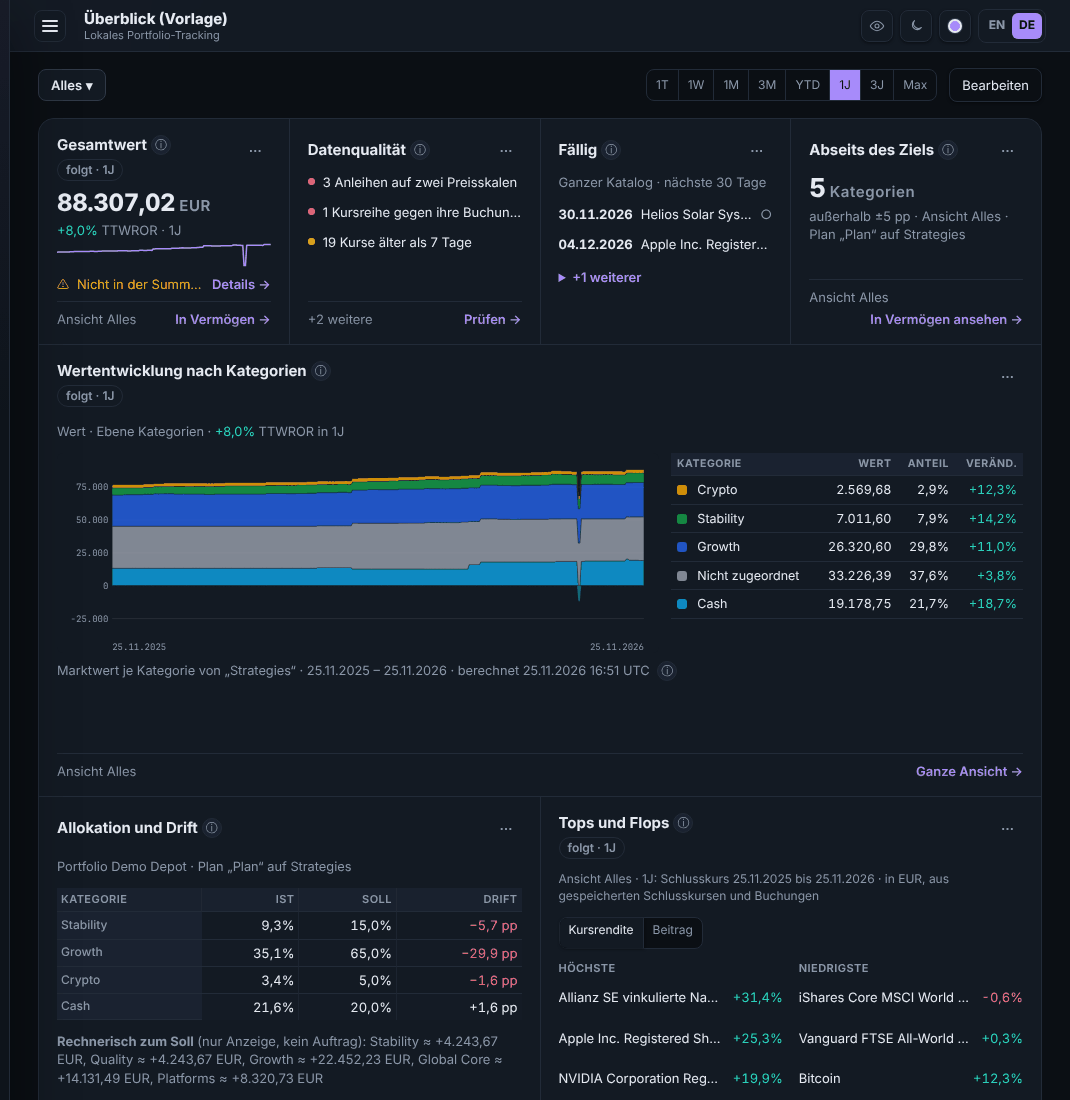 Überblick (Vorlage)
Lokales Portfolio-Tracking
EN DE
Alles ▾
1T 1W 1M 3M YTD 1J 3J Max
Bearbeiten
Gesamtwert
folgt · 1J
88.307,02 EUR
+8,0% TTWROR · 1J
Nicht in der Summ... Details →
Ansicht Alles In Vermögen →
Datenqualität
3 Anleihen auf zwei Preisskalen
1 Kursreihe gegen ihre Buchun...
19 Kurse älter als 7 Tage
+2 weitere Prüfen →
Fällig
Ganzer Katalog · nächste 30 Tage
30.11.2026 Helios Solar Sys...
04.12.2026 Apple Inc. Register...
+1 weiterer
Abseits des Ziels
5 Kategorien
außerhalb ±5 pp · Ansicht Alles ·
Plan „Plan“ auf Strategies
Ansicht Alles
In Vermögen ansehen →
Wertentwicklung nach Kategorien
folgt · 1J
Wert · Ebene Kategorien · +8,0% TTWROR in 1J
75.000
50.000
25.000
0
-25.000
25.11.2025 25.11.2026
KATEGORIE WERT ANTEIL VERÄND.
Crypto 2.569,68 2,9% +12,3%
Stability 7.011,60 7,9% +14,2%
Growth 26.320,60 29,8% +11,0%
Nicht zugeordnet 33.226,39 37,6% +3,8%
Cash 19.178,75 21,7% +18,7%
Marktwert je Kategorie von „Strategies“ · 25.11.2025 – 25.11.2026 · berechnet 25.11.2026 16:51 UTC
Ansicht Alles Ganze Ansicht →
Allokation und Drift
Portfolio Demo Depot · Plan „Plan“ auf Strategies
KATEGORIE IST SOLL DRIFT
Stability 9,3% 15,0% −5,7 pp
Growth 35,1% 65,0% −29,9 pp
Crypto 3,4% 5,0% −1,6 pp
Cash 21,6% 20,0% +1,6 pp
Rechnerisch zum Soll (nur Anzeige, kein Auftrag): Stability ≈ +4.243,67
EUR, Quality ≈ +4.243,67 EUR, Growth ≈ +22.452,23 EUR, Global Core ≈
+14.131,49 EUR, Platforms ≈ +8.320,73 EUR
Tops und Flops
folgt · 1J
Ansicht Alles · 1J: Schlusskurs 25.11.2025 bis 25.11.2026 · in EUR, aus
gespeicherten Schlusskursen und Buchungen
Kursrendite Beitrag
HÖCHSTE NIEDRIGSTE
Allianz SE vinkulierte Na... +31,4% iShares Core MSCI World ... -0,6%
Apple Inc. Registered Sh... +25,3% Vanguard FTSE All-World ... +0,3%
NVIDIA Corporation Reg... +19,9% Bitcoin +12,3%